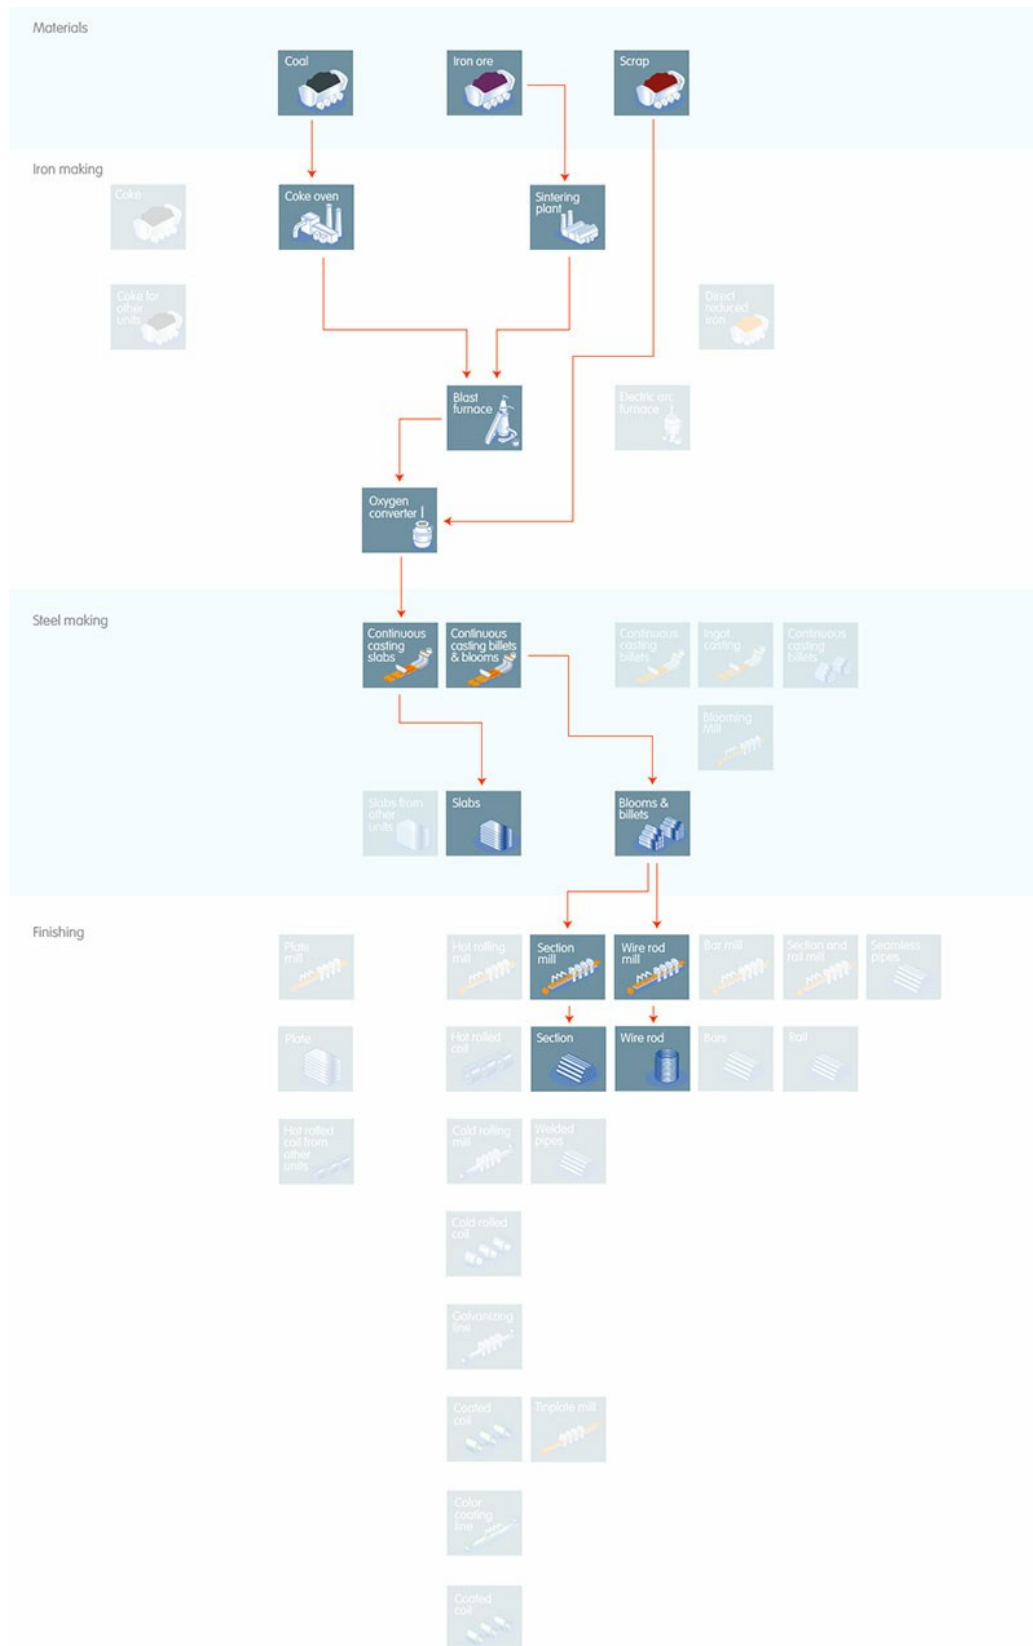 Materials
Coal
Iron ore
Scrap
Iron making
Coke
Coke oven
Sintering
plant
Coke for
other
units
Direct
reduced
iron
Blast
furnace
Electric arc
furnace
Oxygen
converter
Steel making
Continuous
casting
slabs
Continuous
casting billets
& blooms
Continuous
casting
billets
Ingot
casting
Continuous
casting
billets
Blooming
Mill
Slabs from
other
units
Slabs
Blooms &
billets
Finishing
Plate
mill
Hot rolling
mill
Section
mill
Wire rod
mill
Bar mill
Section and
rail mill
Seamless
pipes
Plate
Hot rolled
coil
Section
Wire rod
Bars
Rail
Hot rolled
coil from
other
units
Cold rolling
mill
Welded
pipes
Cold rolled
coil
Galvanizing
line
Coated
coil
Tinplate mill
Color
coating
line
Coated
coil